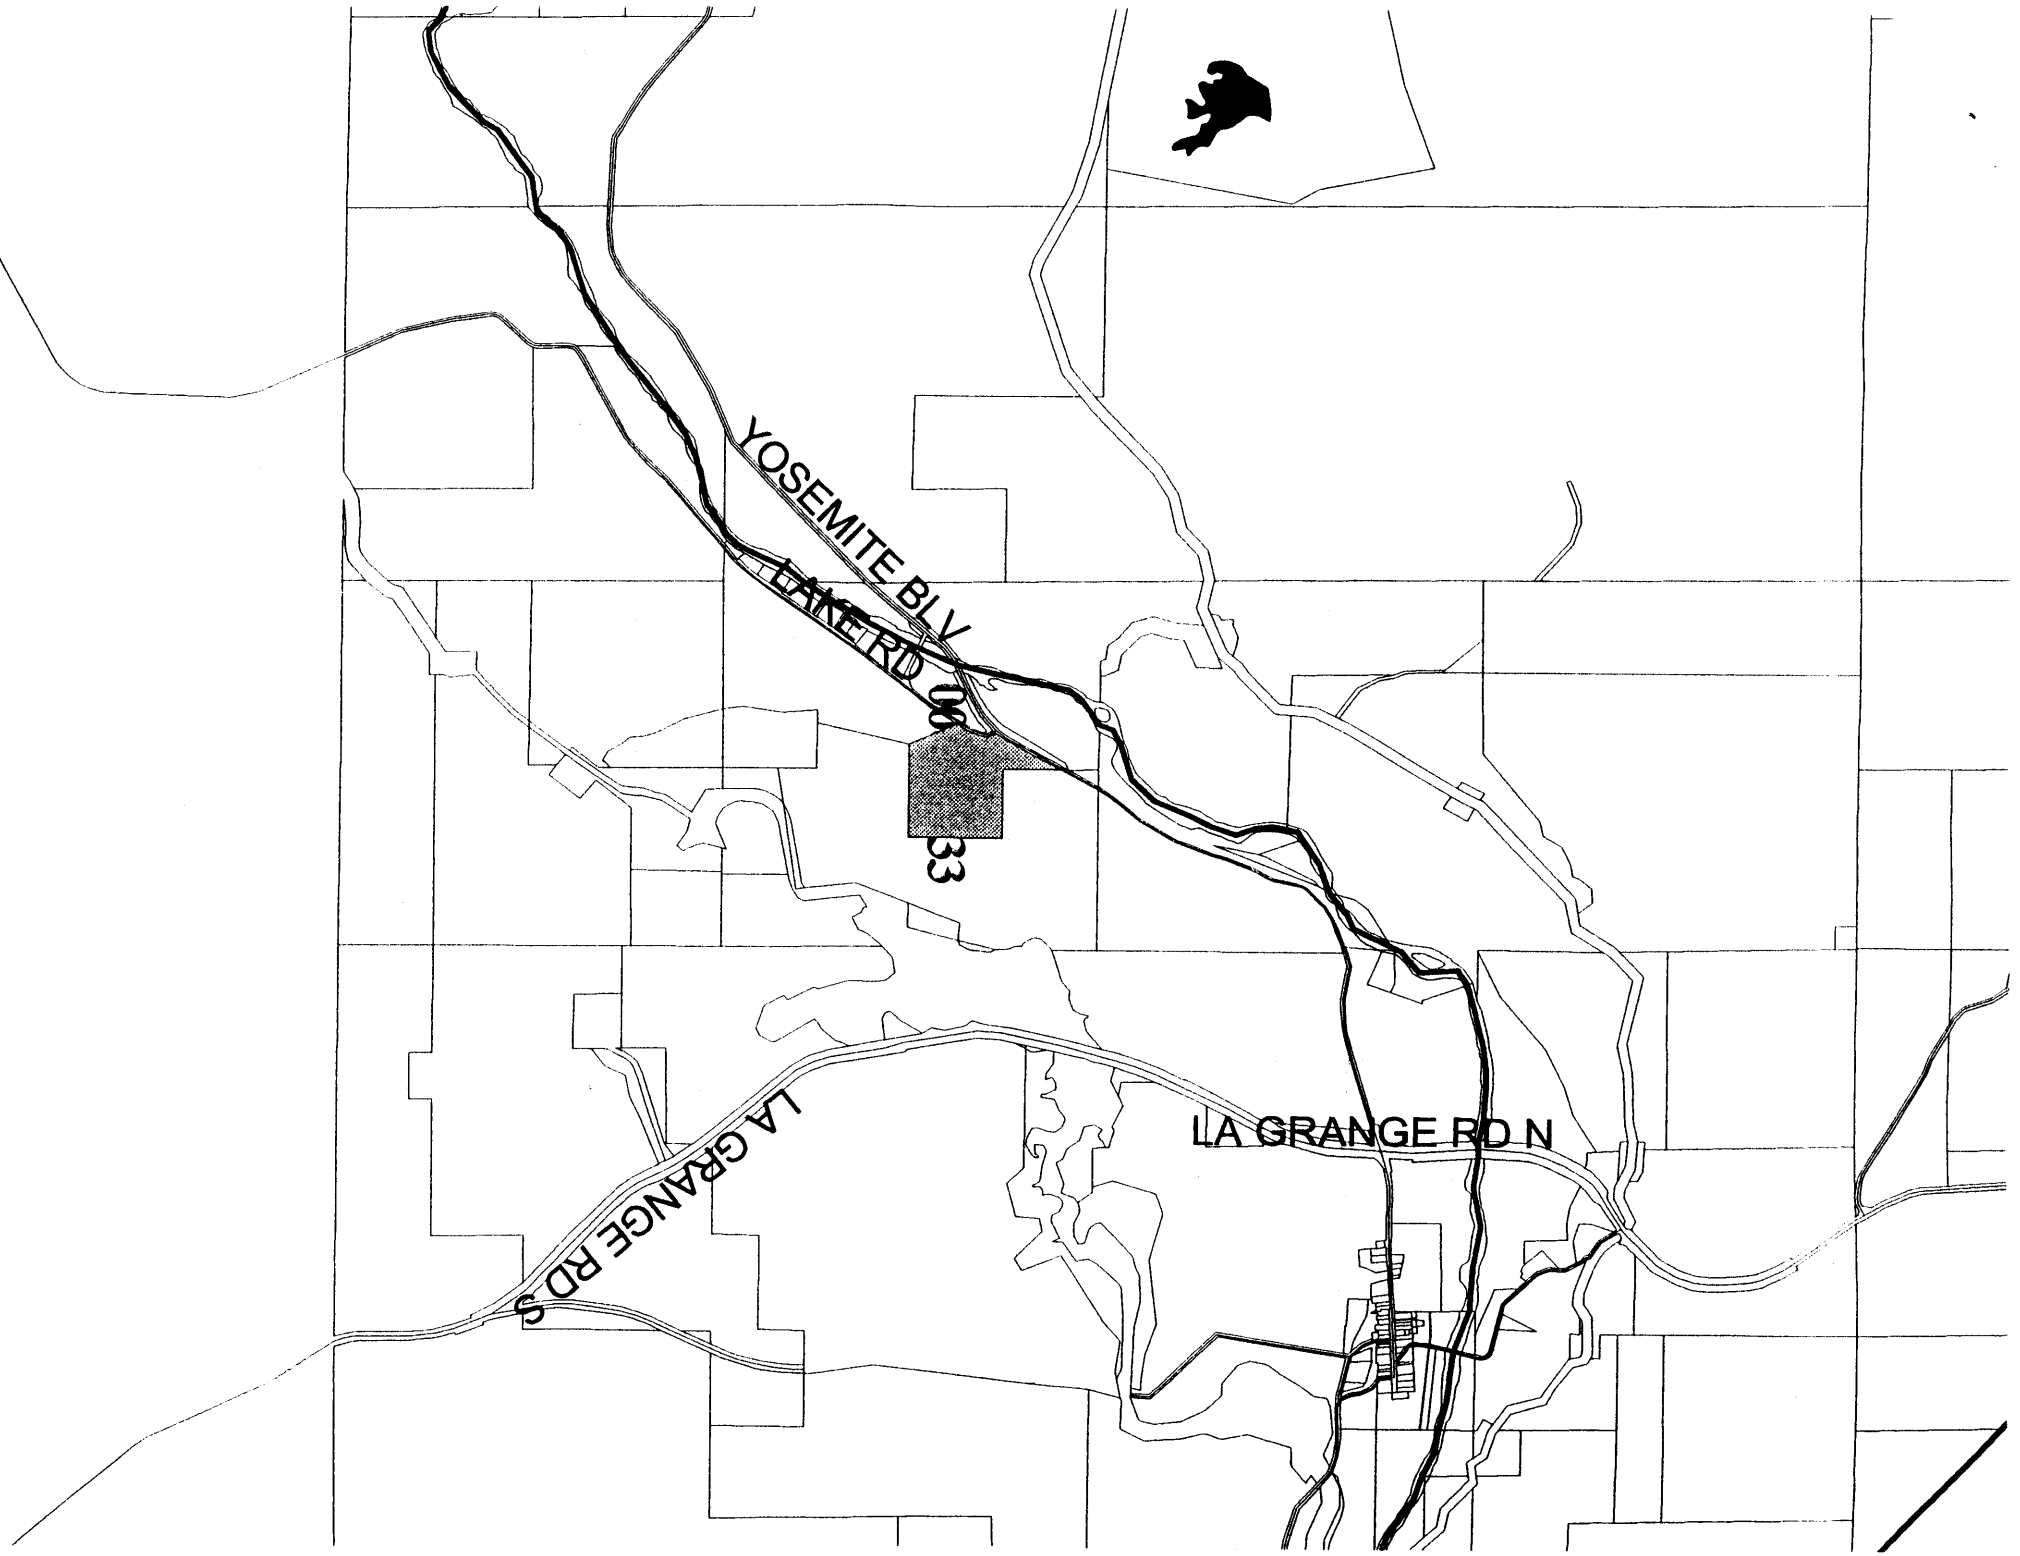 YOSEMITE BLV
LAKE RD
33
LA GRANGE RD S
LA GRANGE RD N